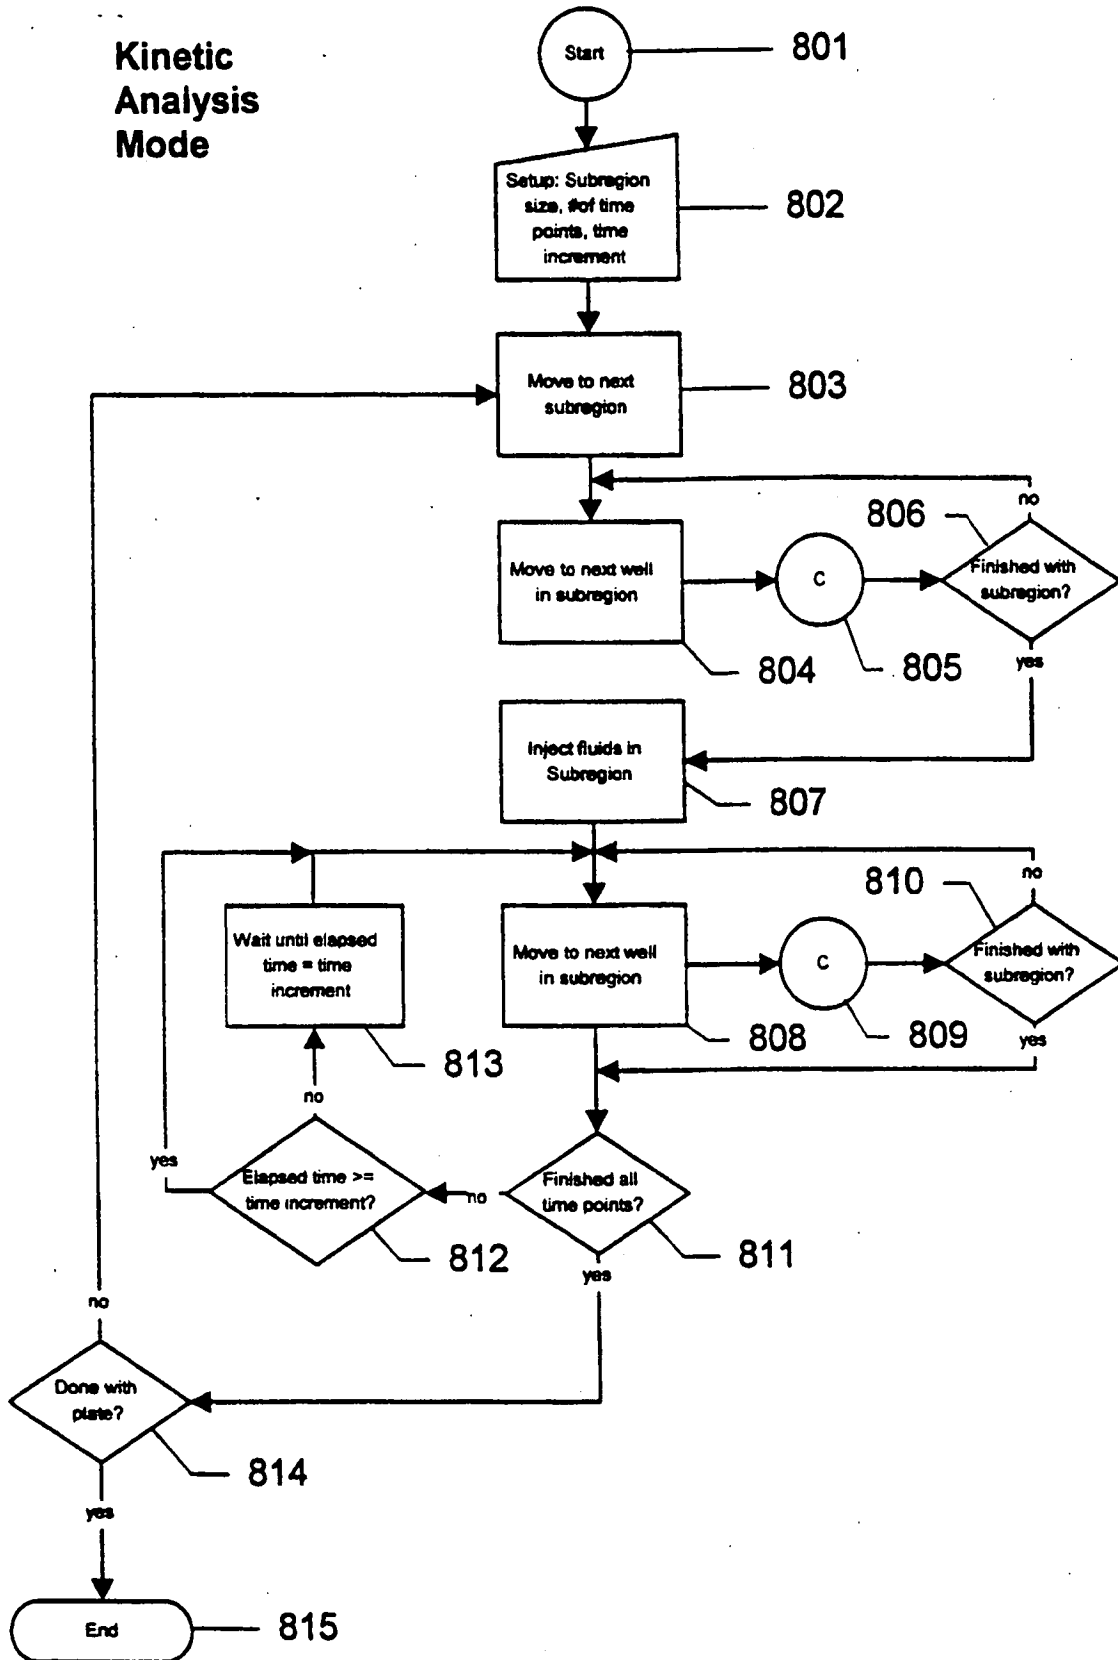 Kinetic
Analysis
Mode
Start
801
Setup: Subregion
size, #of time
points, time
increment
802
Move to next
subregion
803
no
806
Move to next well
in subregion
C
Finished with
subregion?
804
805
yes
Inject fluids in
Subregion
807
no
810
Wait until elapsed
time = time
increment
Move to next well
in subregion
C
Finished with
subregion?
813
808
809
yes
no
yes
Elapsed time >=
time increment?
no
Finished all
time points?
812
811
yes
no
Done with
plate?
814
yes
End
815